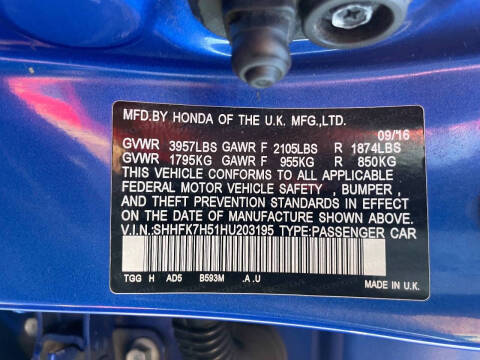 MFD.BY HONDA OF THE U.K. MFG.,LTD.
09/'16
GVWR 3957LBS GAWR F 2105LBS R 1874LBS
GVWR 1795KG GAWR F 955KG R 850KG
THIS VEHICLE CONFORMS TO ALL APPLICABLE
FEDERAL MOTOR VEHICLE SAFETY , BUMPER ,
AND THEFT PREVENTION STANDARDS IN EFFECT
ON THE DATE OF MANUFACTURE SHOWN ABOVE.
V.I.N:SHHFK7H51HU203195 TYPE:PASSENGER CAR
TGG H AD5 B593M .A .U
MADE IN U.K.